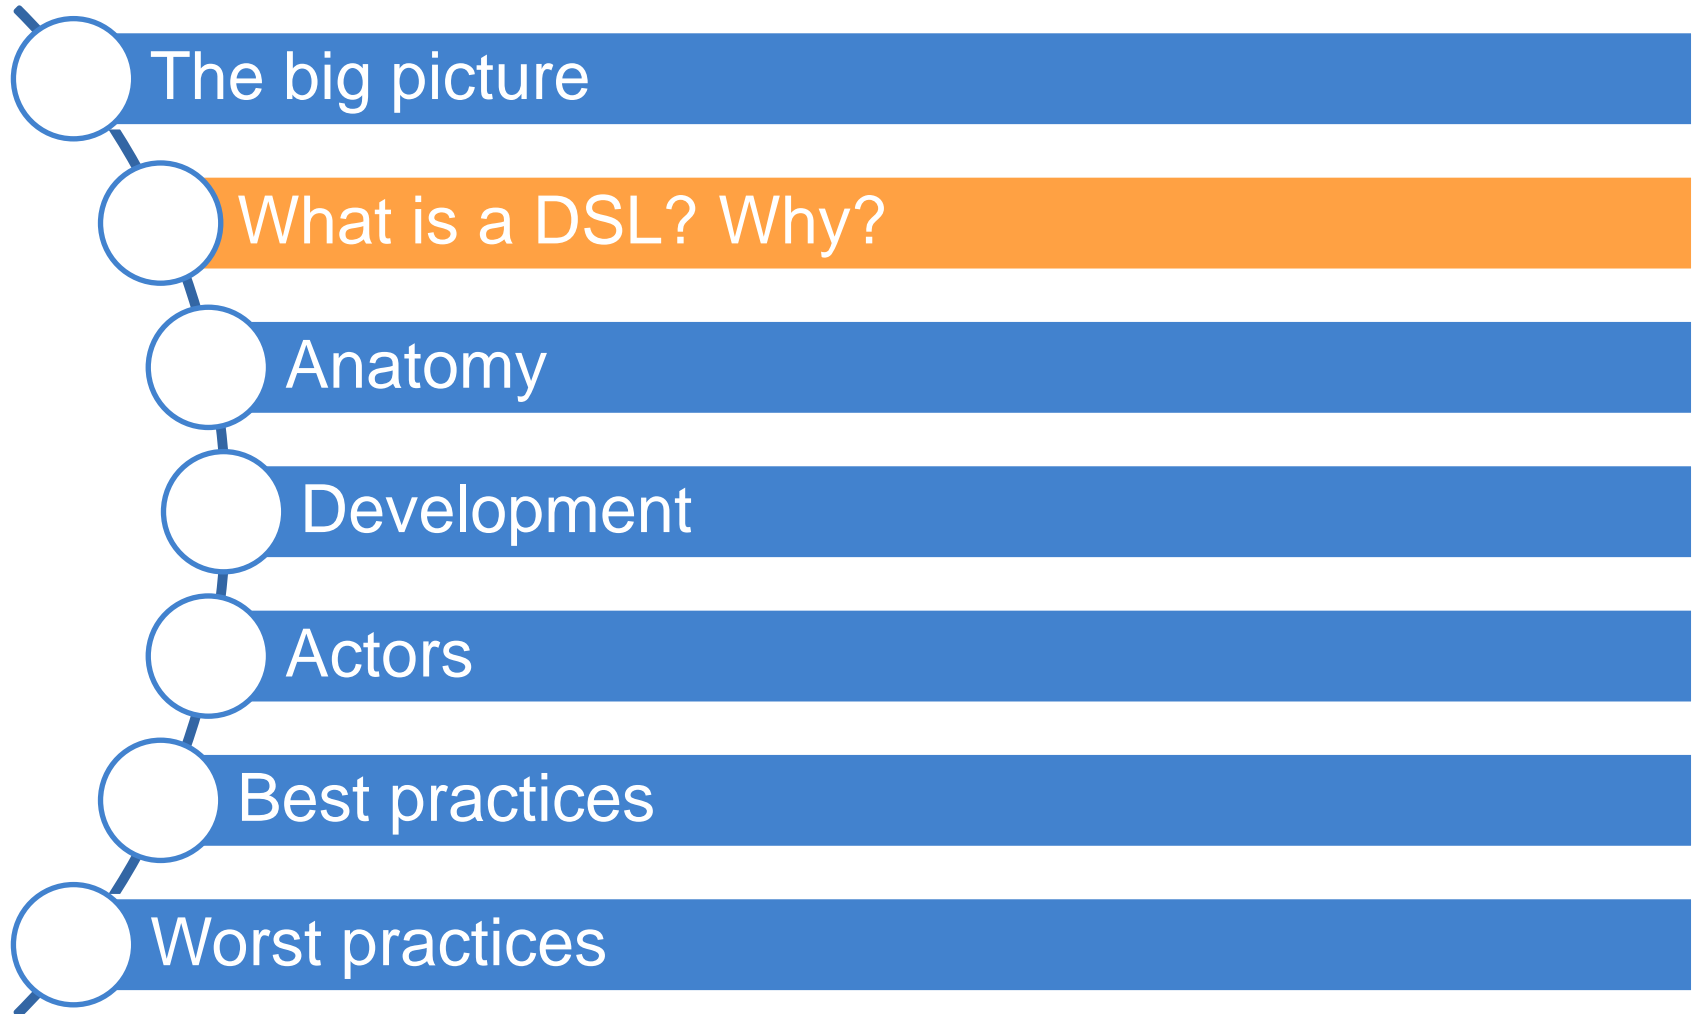 The big picture
What is a DSL? Why?
Anatomy
Development
Actors
Best practices
Worst practices